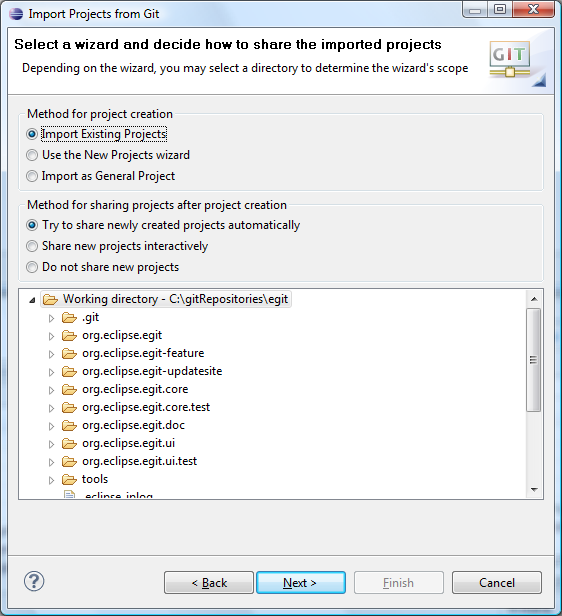 Import Projects from Git
Select a wizard and decide how to share the imported projects
Depending on the wizard, you may select a directory to determine the wizard's scope
GIT
Method for project creation
Import Existing Projects
Use the New Projects wizard
Import as General Project
Method for sharing projects after project creation
Try to share newly created projects automatically
Share new projects interactively
Do not share new projects
Working directory - C:\gitRepositories\egit
.git
org.eclipse.egit
org.eclipse.egit-feature
org.eclipse.egit-updatesite
org.eclipse.egit.core
org.eclipse.egit.core.test
org.eclipse.egit.doc
org.eclipse.egit.ui
org.eclipse.egit.ui.test
tools
?
< Back
Next >
Finish
Cancel